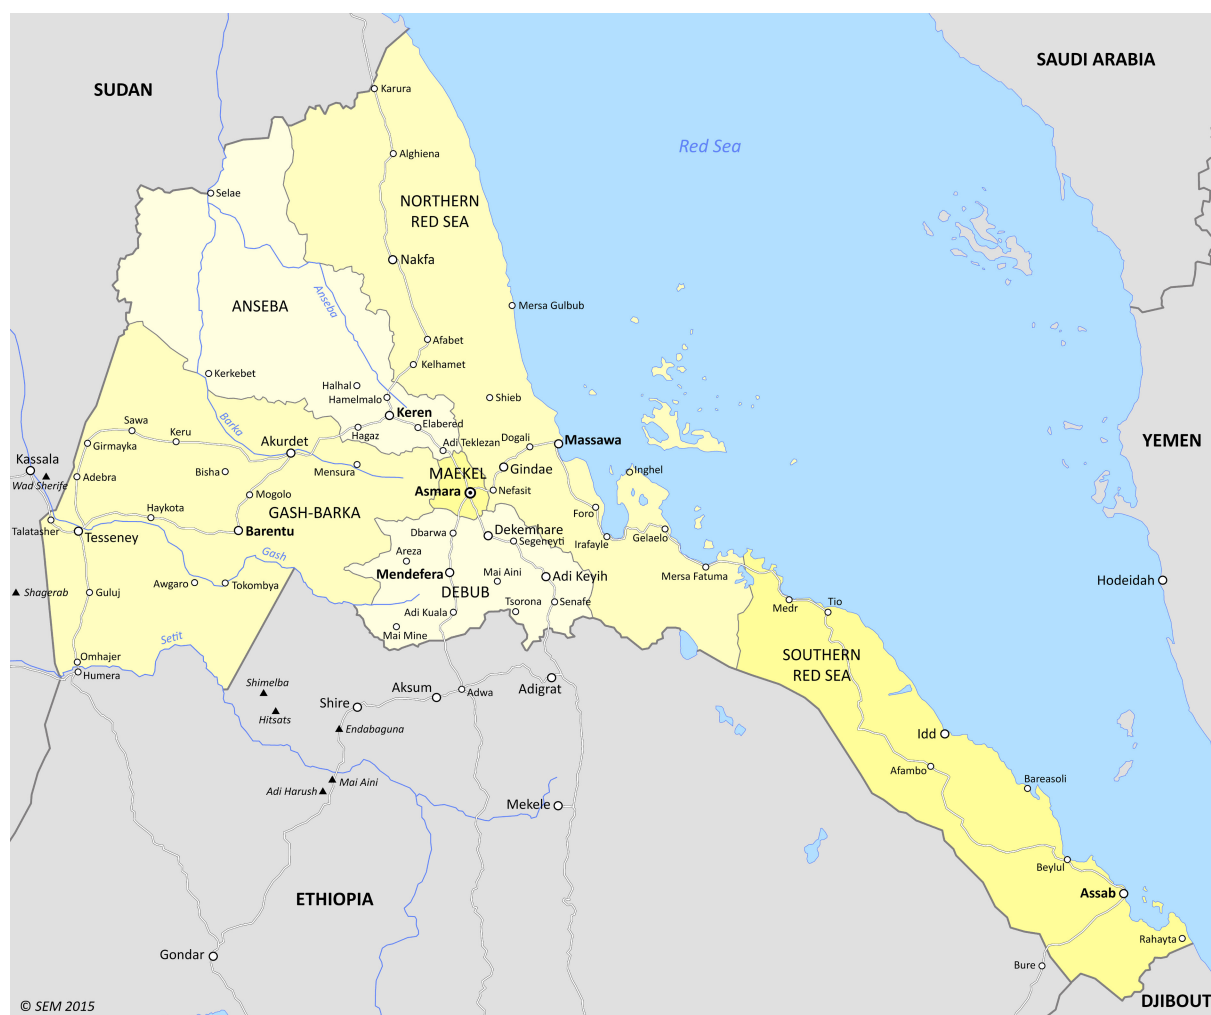 SAUDI ARABIA
SUDAN
Karura
Red Sea
Alghiena
Selae
NORTHERN
RED SEA
Nakfa
ANSEBA
Anseba
Mersa Gulbub
Afabet
Kelhamet
Kerkebet
Halhal
Hamelmalo
Shieb
Keren
Barka
Sawa
Keru
Elabered
Hagaz
Girmayka
Akurdet
Adi Teklezan
Dogali
Massawa
YEMEN
Kassala
Wad Sherife
Adebra
Bisha
Mensura
MAEKEL
Gindae
Inghel
Asmara
Nefasit
Mogolo
GASH-BARKA
Haykota
Foro
Talatasher
Tesseney
Barentu
Dbarwa
Dekemhare
Segeneyti
Irafayle
Gelaelo
Gash
Areza
Mendefera
Mai Aini
Adi Keyih
Mersa Fatuma
Hodeidah
Shagerab
Guluj
Awgaro
Tokombya
DEBUB
Tsorona
Senafe
Adi Kuala
Medr
Tio
Mai Mine
Setit
Omhajer
Humera
SOUTHERN
RED SEA
Shimelba
Aksum
Adwa
Adigrat
Hitsats
Shire
Endabaguna
Idd
Afambo
Bareasoli
Mai Aini
Adi Harush
Mekele
Beylul
ETHIOPIA
Assab
Rahayta
Gondar
Bure
© SEM 2015
DJIBOUT